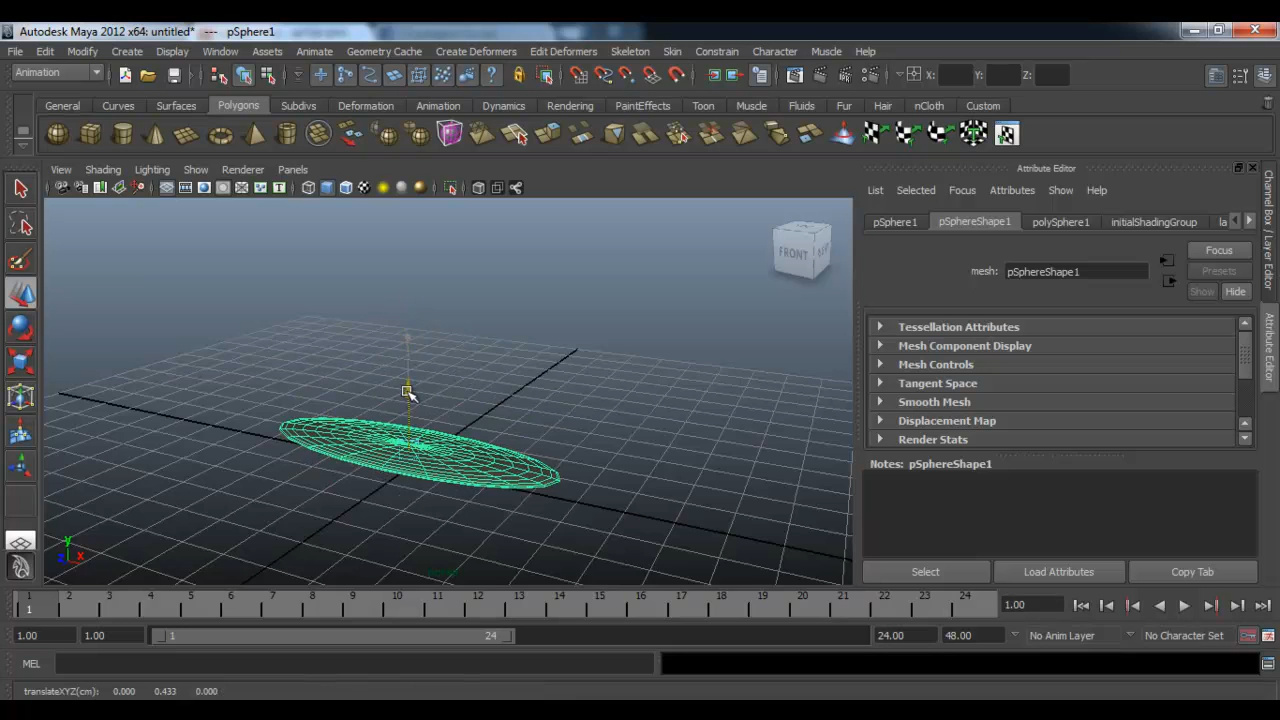 Autodesk Maya 2012 x64: untitled* --- pSphere1
File Edit Modify Create Display Window Assets Animate Geometry Cache Create Deformers Edit Deformers Skeleton Skin Constrain Character Muscle Help
Animation X: Y: Z:
General Curves Surfaces Polygons Subdivs Deformation Animation Dynamics Rendering PaintEffects Toon Muscle Fluids Fur Hair nCloth Custom
View Shading Lighting Show Renderer Panels
Attribute Editor
List Selected Focus Attributes Show Help
pSphere1 pSphereShape1 polySphere1 initialShadingGroup la
FRONT
Focus
mesh: pSphereShape1
Presets
Show Hide
Tessellation Attributes
Mesh Component Display
Mesh Controls
Tangent Space
Smooth Mesh
Displacement Map
Render Stats
Notes: pSphereShape1
Select Load Attributes Copy Tab
Channel Box / Layer Editor
Attribute Editor
y
z x
persp
1 2 3 4 5 6 7 8 9 10 11 12 13 14 15 16 17 18 19 20 21 22 23 24
1 1.00
1.00 1.00 1 24 24.00 48.00 No Anim Layer No Character Set
MEL
translateXYZ(cm): 0.000 0.433 0.000